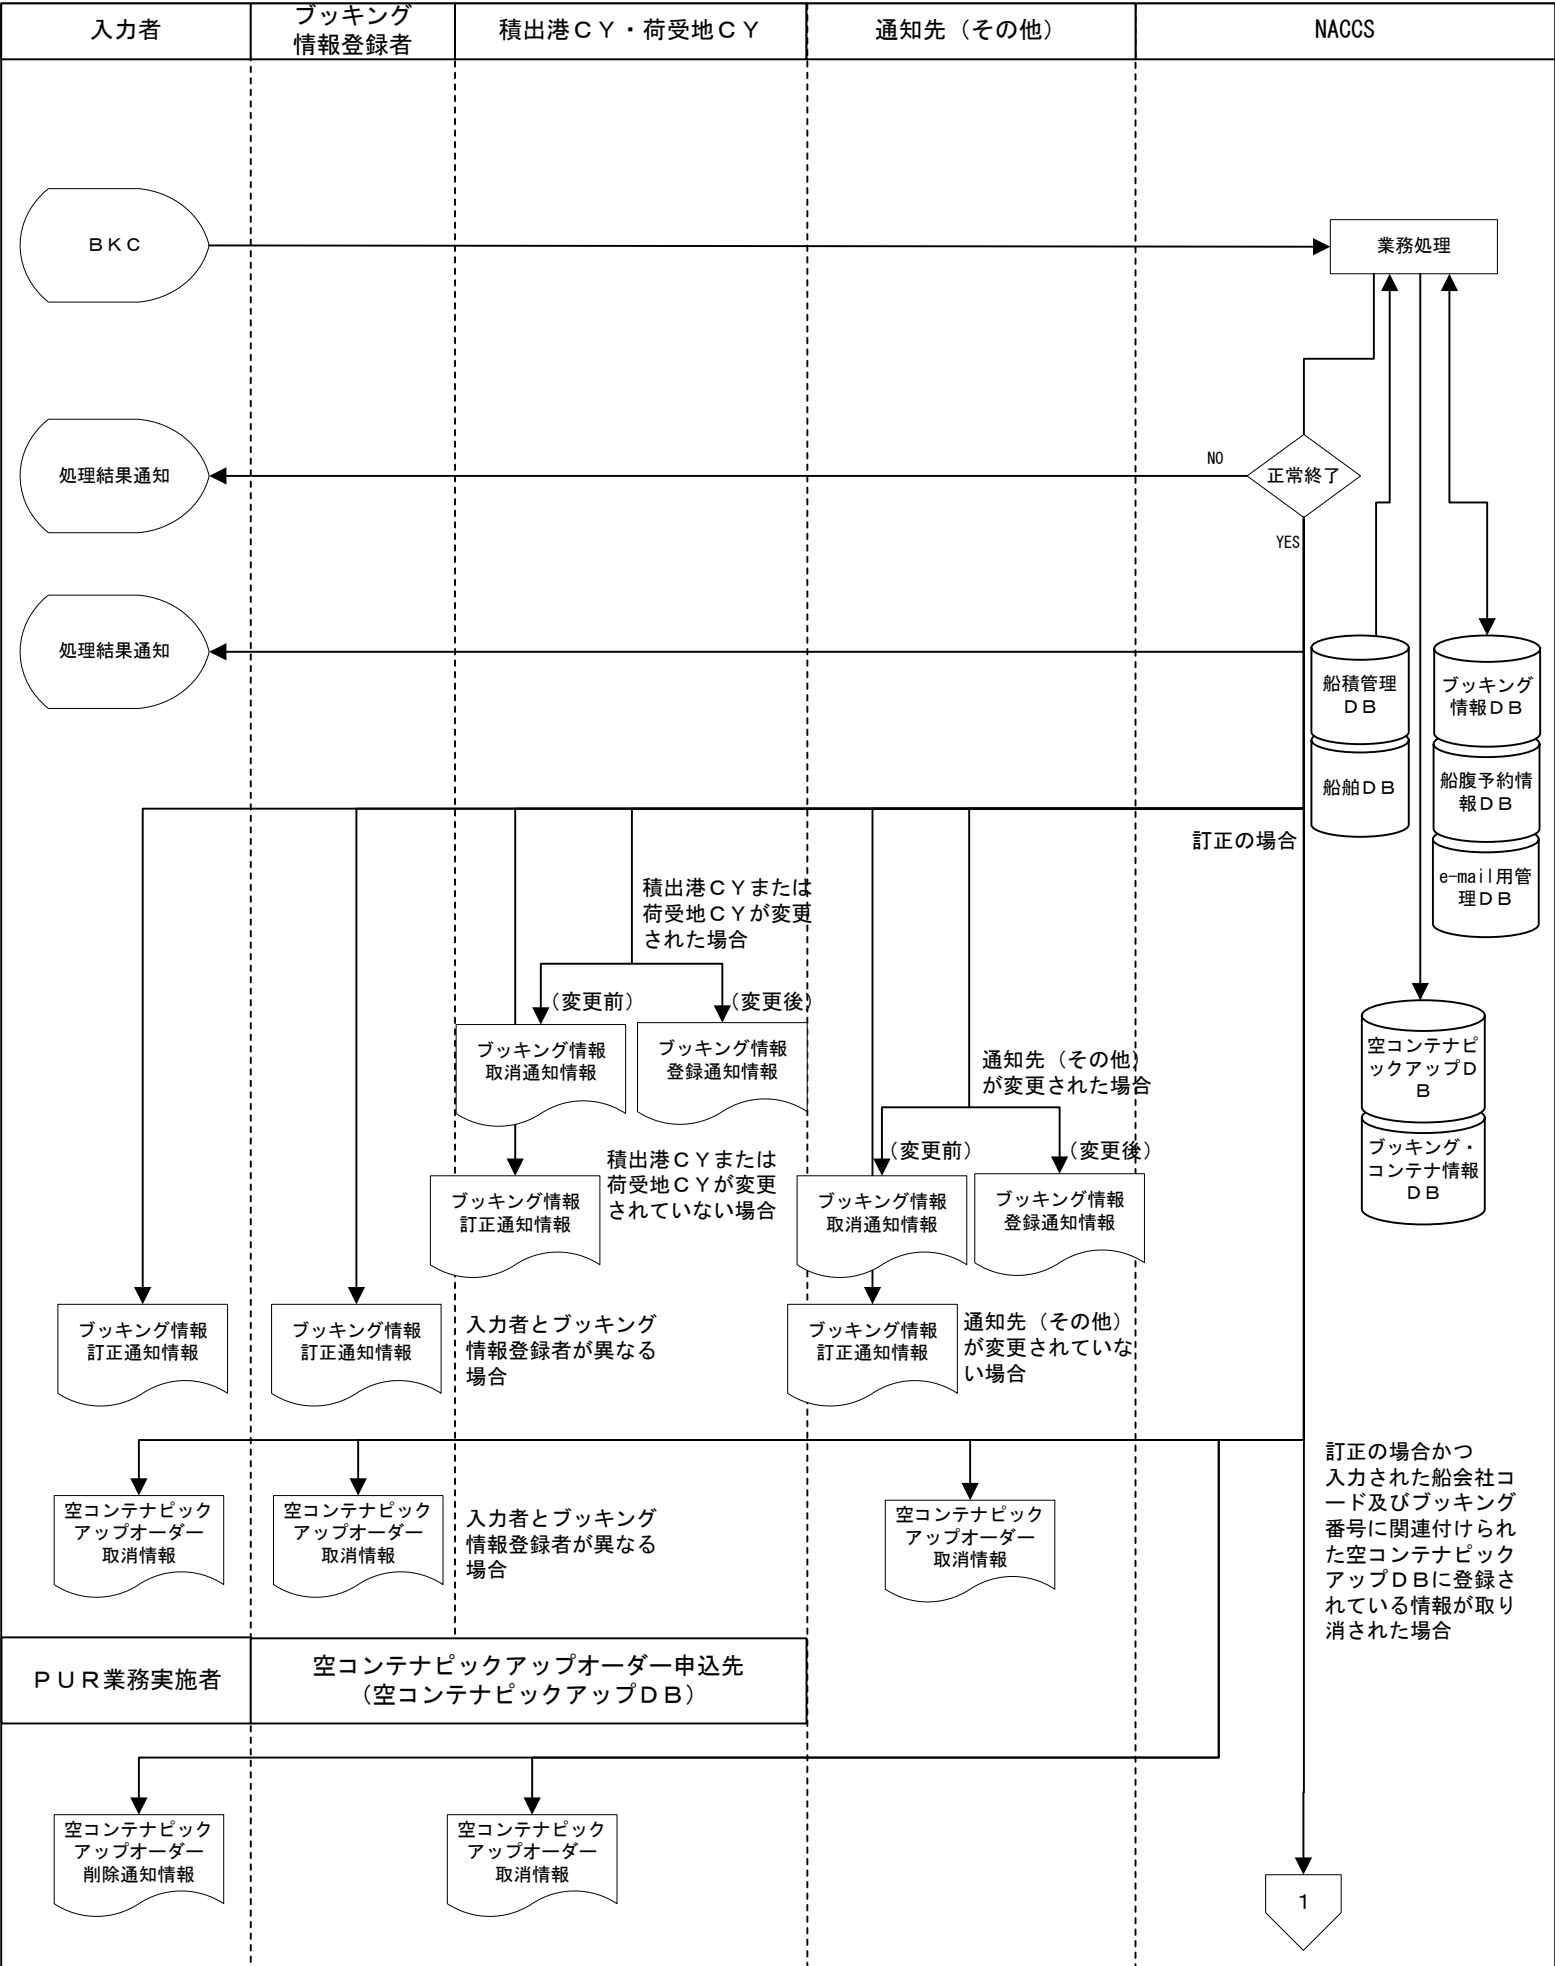 入力者
ブッキング
情報登録者
積出港ＣＹ・荷受地ＣＹ
通知先（その他）
NACCS
ＢＫＣ
業務処理
処理結果通知
NO
正常終了
YES
処理結果通知
船積管理
ＤＢ
ブッキング
情報ＤＢ
船舶ＤＢ
船腹予約情
報ＤＢ
e-mail用管
理ＤＢ
訂正の場合
積出港ＣＹまたは
荷受地ＣＹが変更
された場合
（変更前）
（変更後）
ブッキング情報
取消通知情報
ブッキング情報
登録通知情報
通知先（その他）
が変更された場合
空コンテナピ
ックアップＤ
Ｂ
（変更前）
（変更後）
積出港ＣＹまたは
荷受地ＣＹが変更
されていない場合
ブッキング・
コンテナ情報
ＤＢ
ブッキング情報
訂正通知情報
ブッキング情報
取消通知情報
ブッキング情報
登録通知情報
ブッキング情報
訂正通知情報
ブッキング情報
訂正通知情報
入力者とブッキング
情報登録者が異なる
場合
ブッキング情報
訂正通知情報
通知先（その他）
が変更されていな
い場合
訂正の場合かつ
入力された船会社コ
ード及びブッキング
番号に関連付けられ
た空コンテナピック
アップＤＢに登録さ
れている情報が取り
消された場合
空コンテナピック
アップオーダー
取消情報
空コンテナピック
アップオーダー
取消情報
入力者とブッキング
情報登録者が異なる
場合
空コンテナピック
アップオーダー
取消情報
ＰＵＲ業務実施者
空コンテナピックアップオーダー申込先
（空コンテナピックアップＤＢ）
空コンテナピック
アップオーダー
削除通知情報
空コンテナピック
アップオーダー
取消情報
１